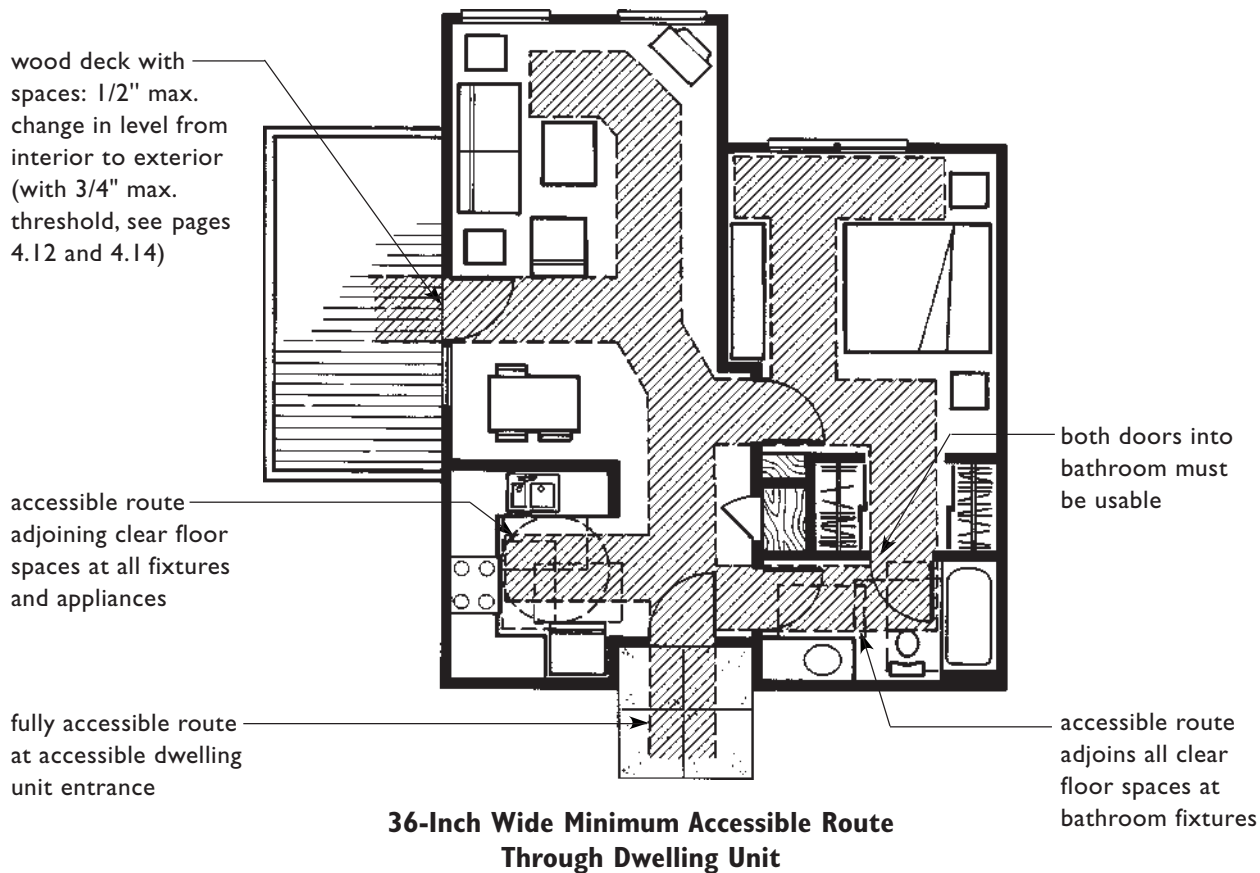 wood deck with
spaces: 1/2" max.
change in level from
interior to exterior
(with 3/4" max.
threshold, see pages
4.12 and 4.14)
accessible route
adjoining clear floor
spaces at all fixtures
and appliances
fully accessible route
at accessible dwelling
unit entrance
both doors into
bathroom must
be usable
accessible route
adjoins all clear
floor spaces at
bathroom fixtures
36-Inch Wide Minimum Accessible Route
Through Dwelling Unit